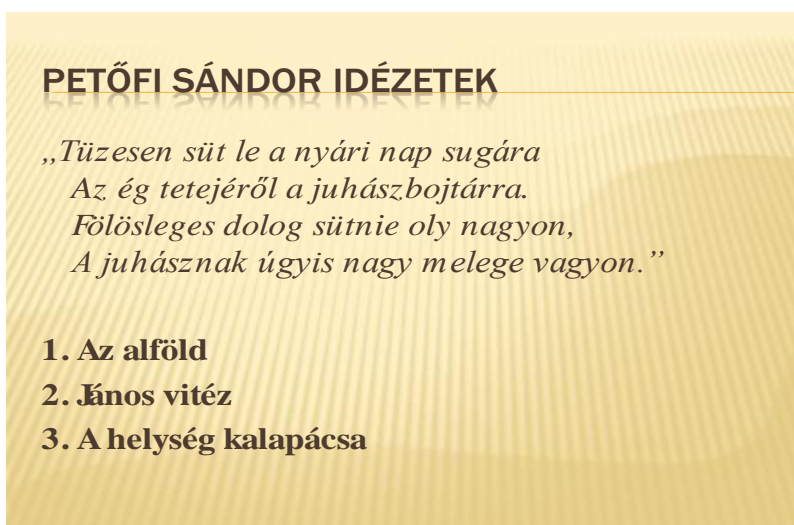 PETŐFI SÁNDOR IDÉZETEK
„Tüzesen süt le a nyári nap sugára
Az ég tetejéről a juhászbojtárra.
Fölösleges dolog sütnie oly nagyon,
A juhásznak úgyis nagy melege vagyon.”
1. Az alföld
2. János vitéz
3. A helység kalapácsa